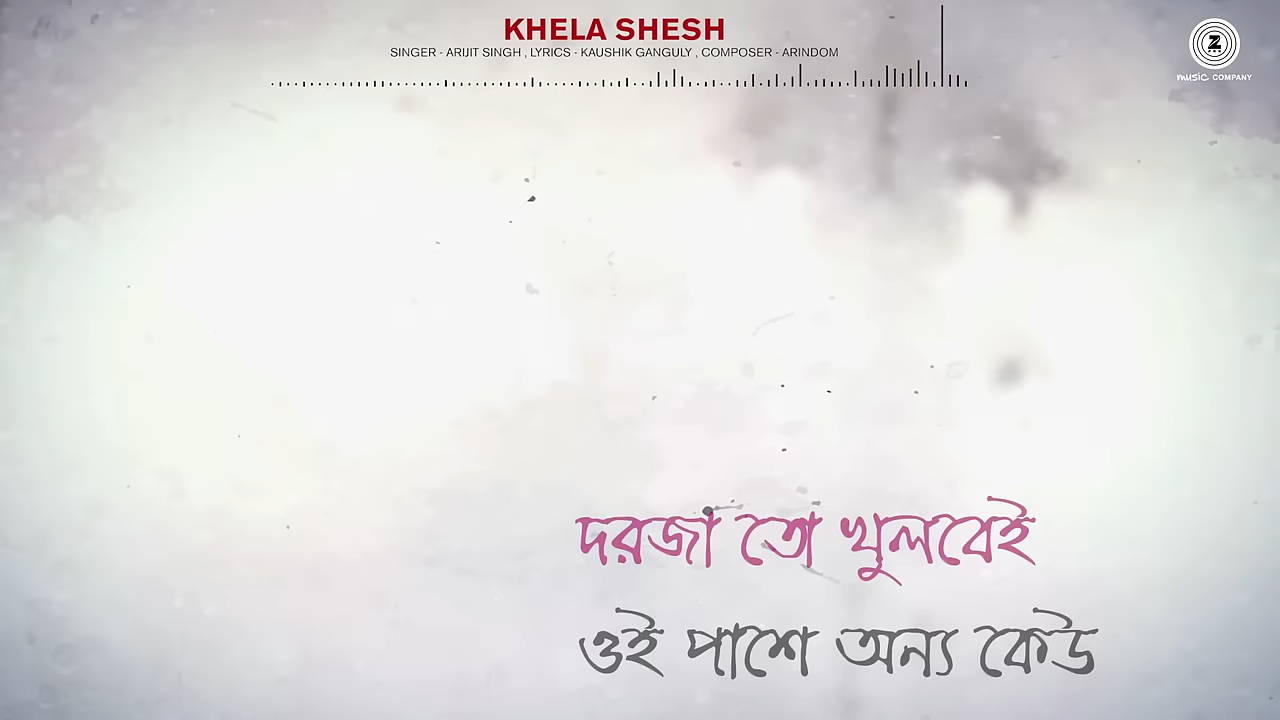 KHELA SHESH
SINGER - ARIJIT SINGH , LYRICS - KAUSHIK GANGULY , COMPOSER - ARINDOM
Z
music COMPANY
দরজা তো খুলবেই
ওই পাশে অন্য কেউ